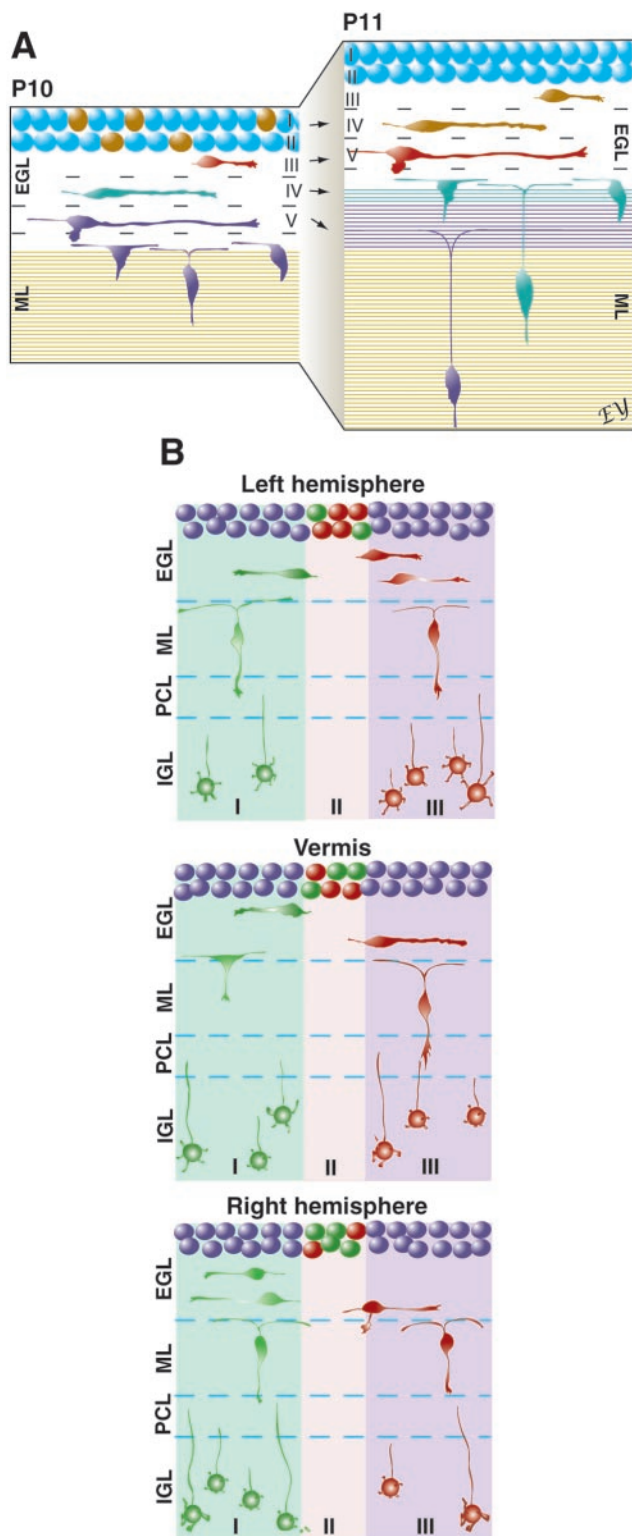 A
P10
P11
EGL
I
II
III
IV
V
ML
I
II
III
IV
V
EGL
ML
EY
B
Left hemisphere
EGL
ML
PCL
IGL
I II III
Vermis
EGL
ML
PCL
IGL
I II III
Right hemisphere
EGL
ML
PCL
IGL
I II III